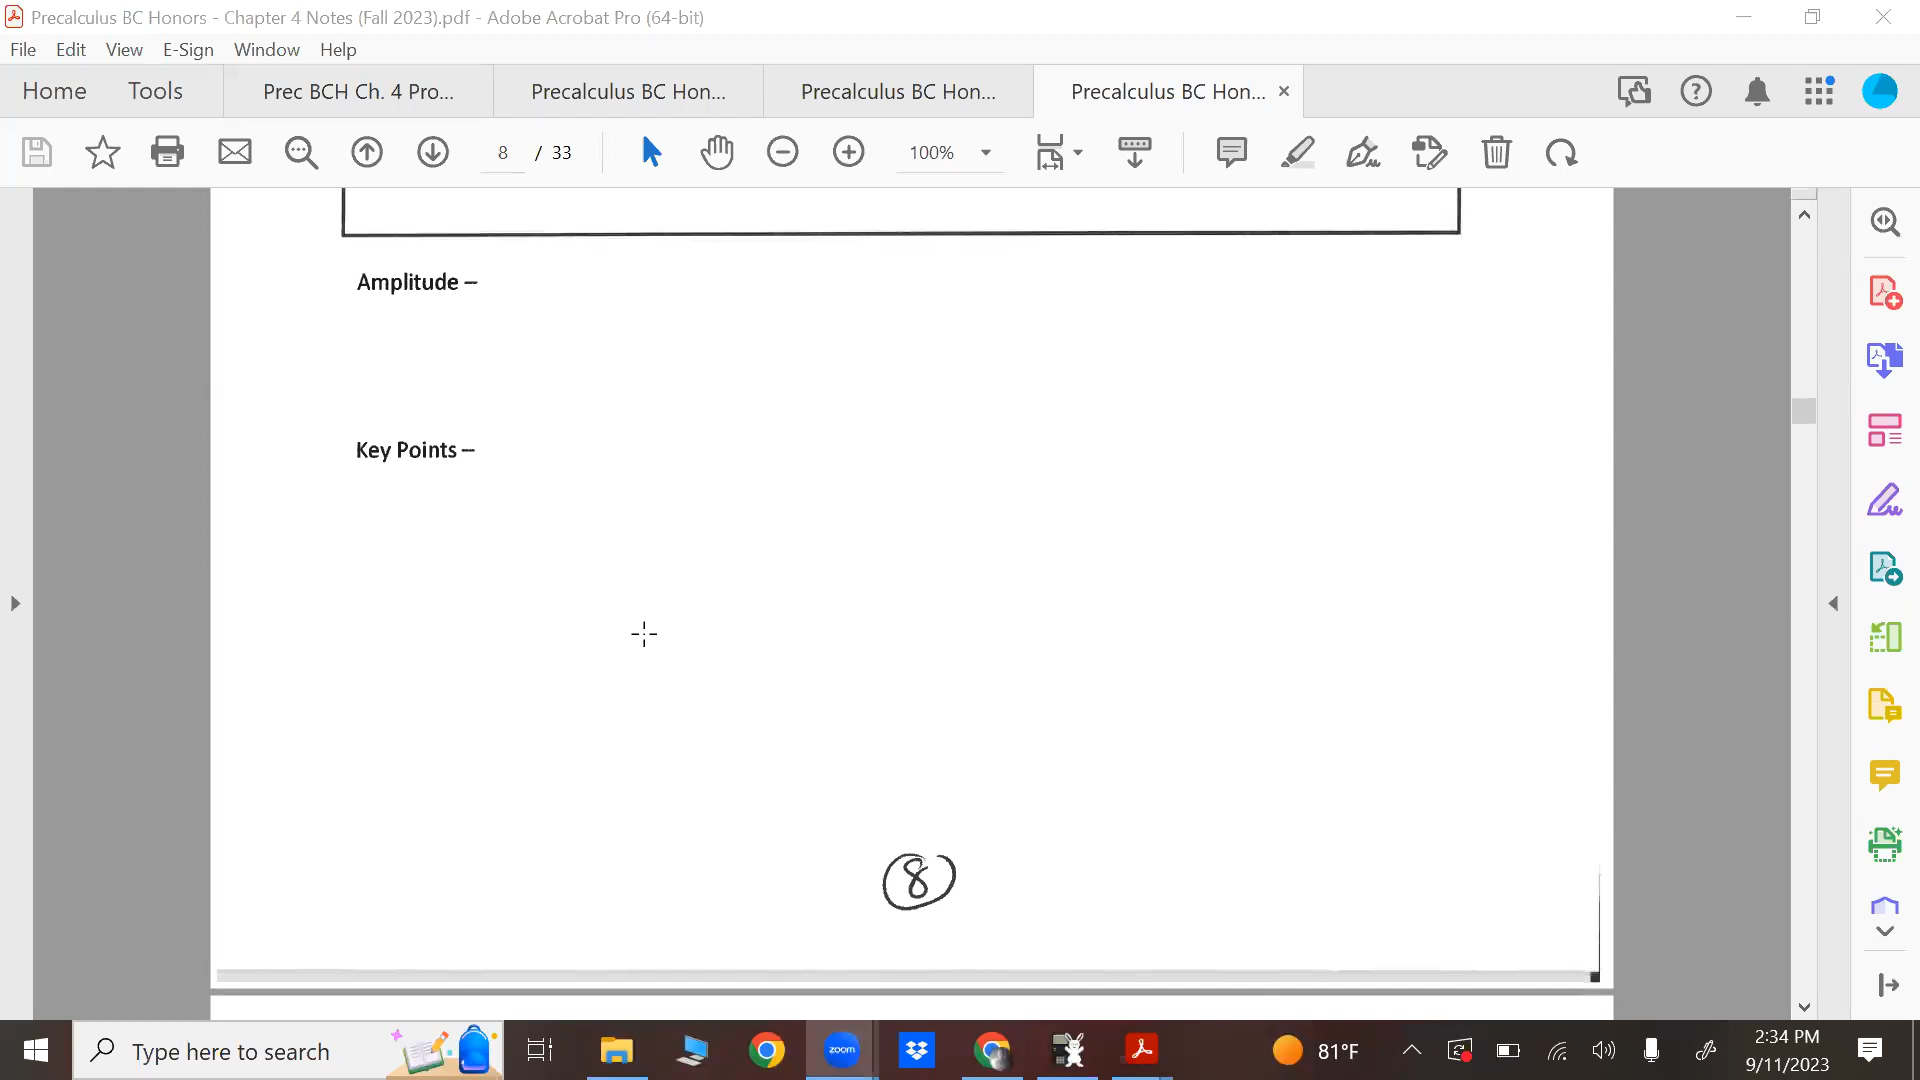 Precalculus BC Honors - Chapter 4 Notes (Fall 2023).pdf - Adobe Acrobat Pro (64-bit)
File Edit View E-Sign Window Help
Home Tools Prec BCH Ch. 4 Pro... Precalculus BC Hon... Precalculus BC Hon... Precalculus BC Hon... ×
8 / 33 100%
Amplitude –
Key Points –
8
Type here to search zoom 81°F 2:34 PM
9/11/2023